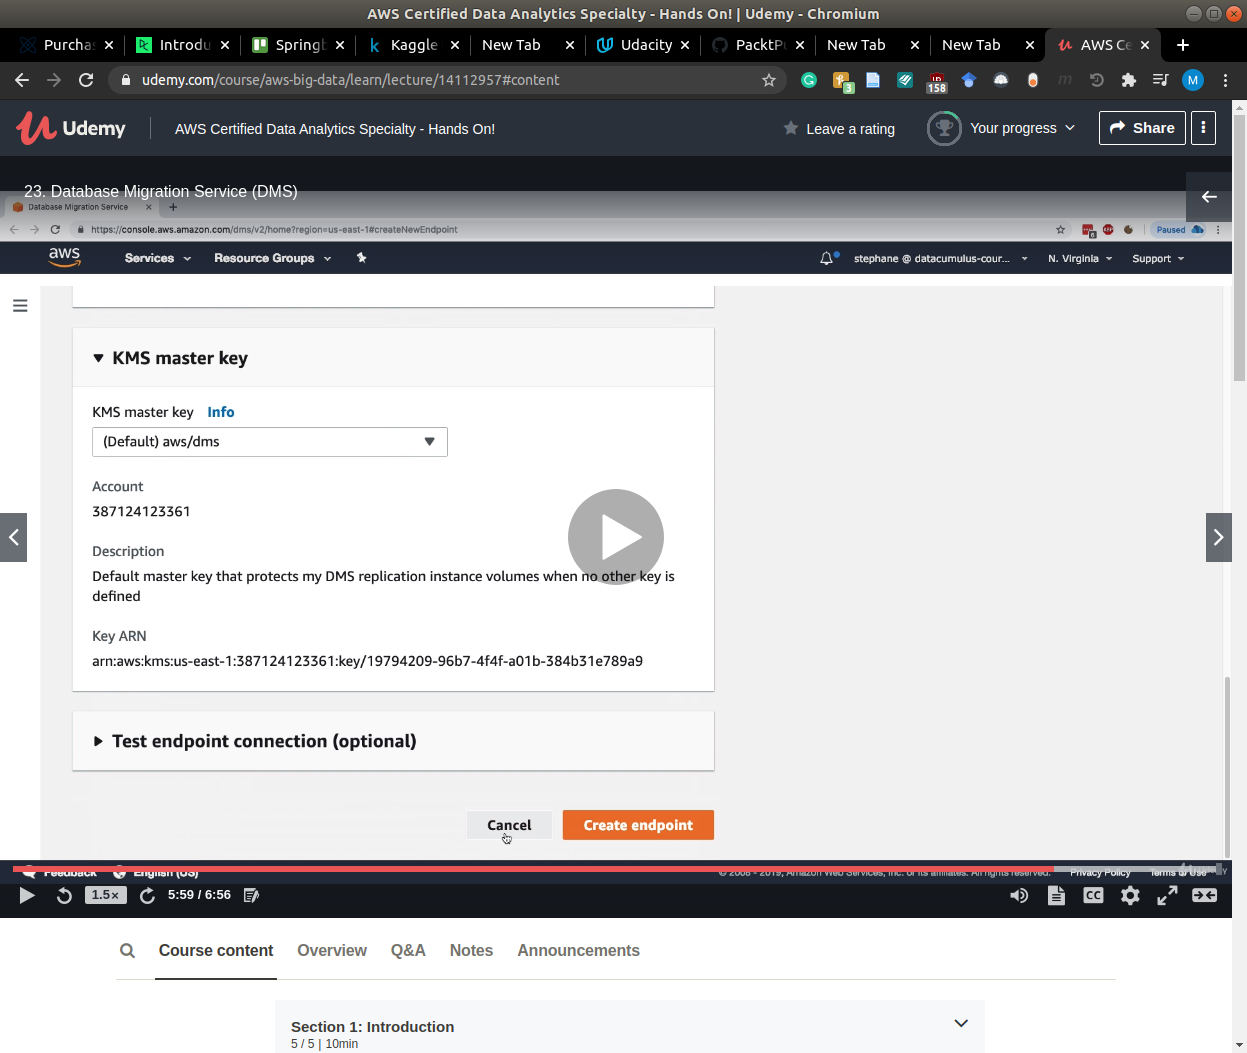 AWS Certified Data Analytics Specialty - Hands On! | Udemy - Chromium
Purcha
Introdu
Springb
Kaggle
New Tab
Udacity
PacktPu
New Tab
New Tab
AWS Ce
udemy.com/course/aws-big-data/learn/lecture/14112957#content
3
158
M
Udemy
AWS Certified Data Analytics Specialty - Hands On!
Leave a rating
Your progress
Share
23. Database Migration Service (DMS)
Database Migration Service
https://console.aws.amazon.com/dms/v2/home?region=us-east-1#createNewEndpoint
Paused
aws
Services
Resource Groups
stephane @ datacumulus-cour...
N. Virginia
Support
KMS master key
KMS master key
Info
(Default) aws/dms
Account
387124123361
Description
Default master key that protects my DMS replication instance volumes when no other key is
defined
Key ARN
arn:aws:kms:us-east-1:387124123361:key/19794209-96b7-4f4f-a01b-384b31e789a9
Test endpoint connection (optional)
Cancel
Create endpoint
Feedback
English (US)
© 2008 - 2019, Amazon Web Services, Inc. or its affiliates. All rights reserved.
Privacy Policy
Terms of Use
1.5×
5:59 / 6:56
CC
Course content
Overview
Q&A
Notes
Announcements
Section 1: Introduction
5 / 5 | 10min